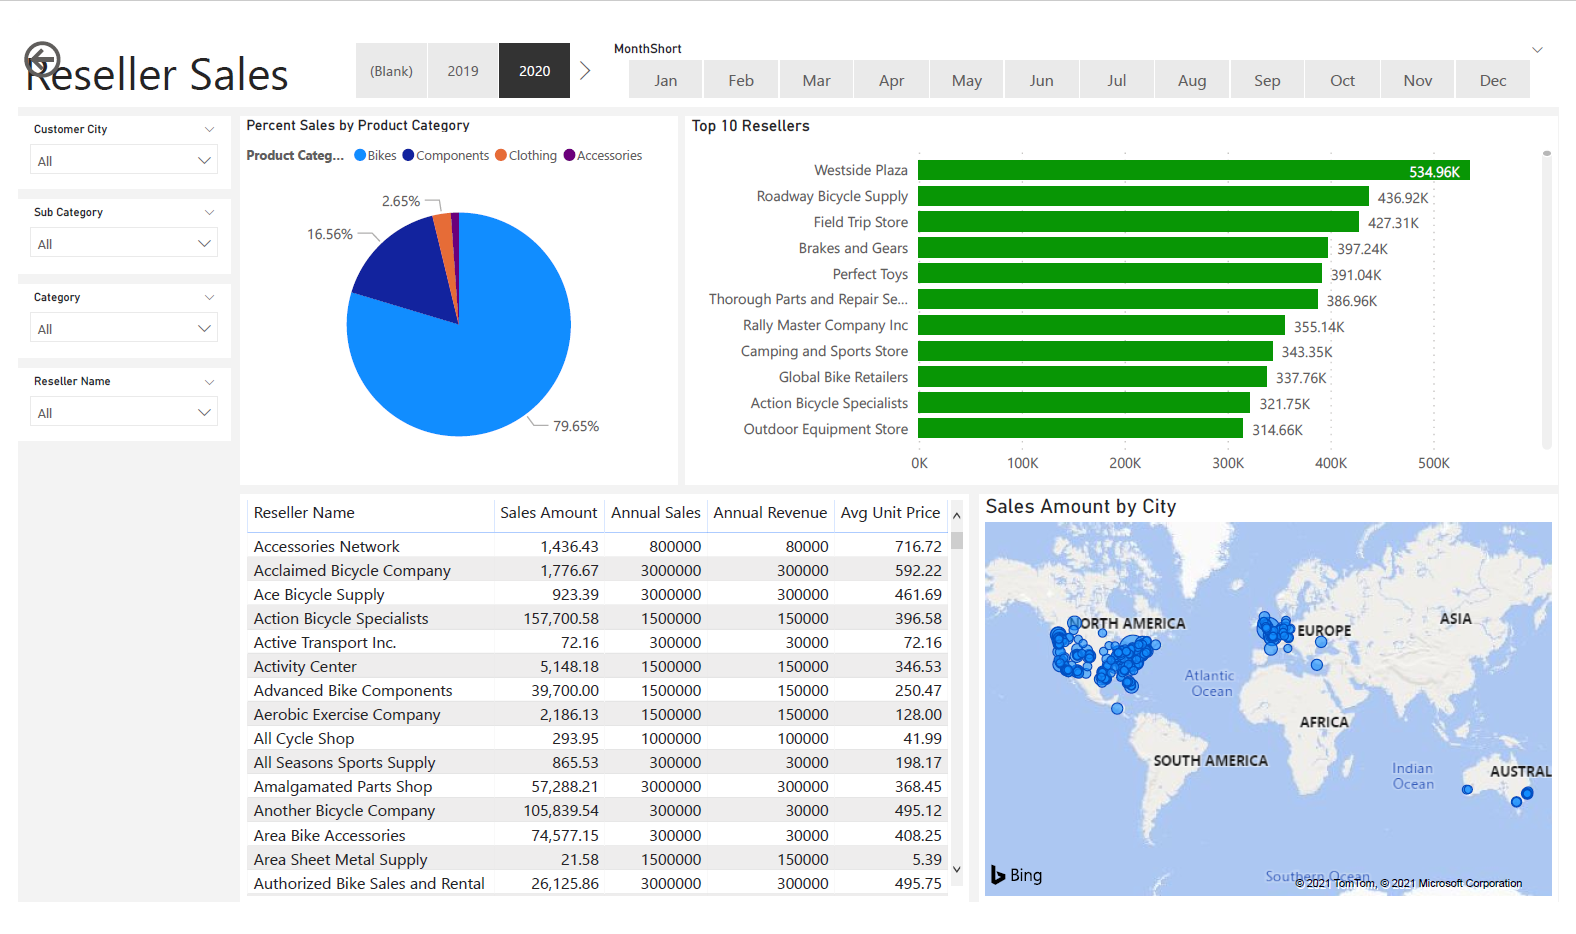 Reseller Sales
(Blank)
2019
2020
MonthShort
Jan
Feb
Mar
Apr
May
Jun
Jul
Aug
Sep
Oct
Nov
Dec
Customer City
All
Sub Category
All
Category
All
Reseller Name
All
Percent Sales by Product Category
Product Categ... Bikes Components Clothing Accessories
2.65%
16.56%
79.65%
Top 10 Resellers
Westside Plaza 534.96K
Roadway Bicycle Supply 436.92K
Field Trip Store 427.31K
Brakes and Gears 397.24K
Perfect Toys 391.04K
Thorough Parts and Repair Se... 386.96K
Rally Master Company Inc 355.14K
Camping and Sports Store 343.35K
Global Bike Retailers 337.76K
Action Bicycle Specialists 321.75K
Outdoor Equipment Store 314.66K
0K 100K 200K 300K 400K 500K
Reseller Name Sales Amount Annual Sales Annual Revenue Avg Unit Price
Accessories Network 1,436.43 800000 80000 716.72
Acclaimed Bicycle Company 1,776.67 3000000 300000 592.22
Ace Bicycle Supply 923.39 3000000 300000 461.69
Action Bicycle Specialists 157,700.58 1500000 150000 396.58
Active Transport Inc. 72.16 300000 30000 72.16
Activity Center 5,148.18 1500000 150000 346.53
Advanced Bike Components 39,700.00 1500000 150000 250.47
Aerobic Exercise Company 2,186.13 1500000 150000 128.00
All Cycle Shop 293.95 1000000 100000 41.99
All Seasons Sports Supply 865.53 300000 30000 198.17
Amalgamated Parts Shop 57,288.21 3000000 300000 368.45
Another Bicycle Company 105,839.54 300000 30000 495.12
Area Bike Accessories 74,577.15 300000 30000 408.25
Area Sheet Metal Supply 21.58 1500000 150000 5.39
Authorized Bike Sales and Rental 26,125.86 3000000 300000 495.75
Sales Amount by City
NORTH AMERICA
EUROPE
ASIA
Atlantic
Ocean
AFRICA
SOUTH AMERICA
Indian
Ocean
AUSTRAL
Southern Ocean
Bing
© 2021 TomTom, © 2021 Microsoft Corporation